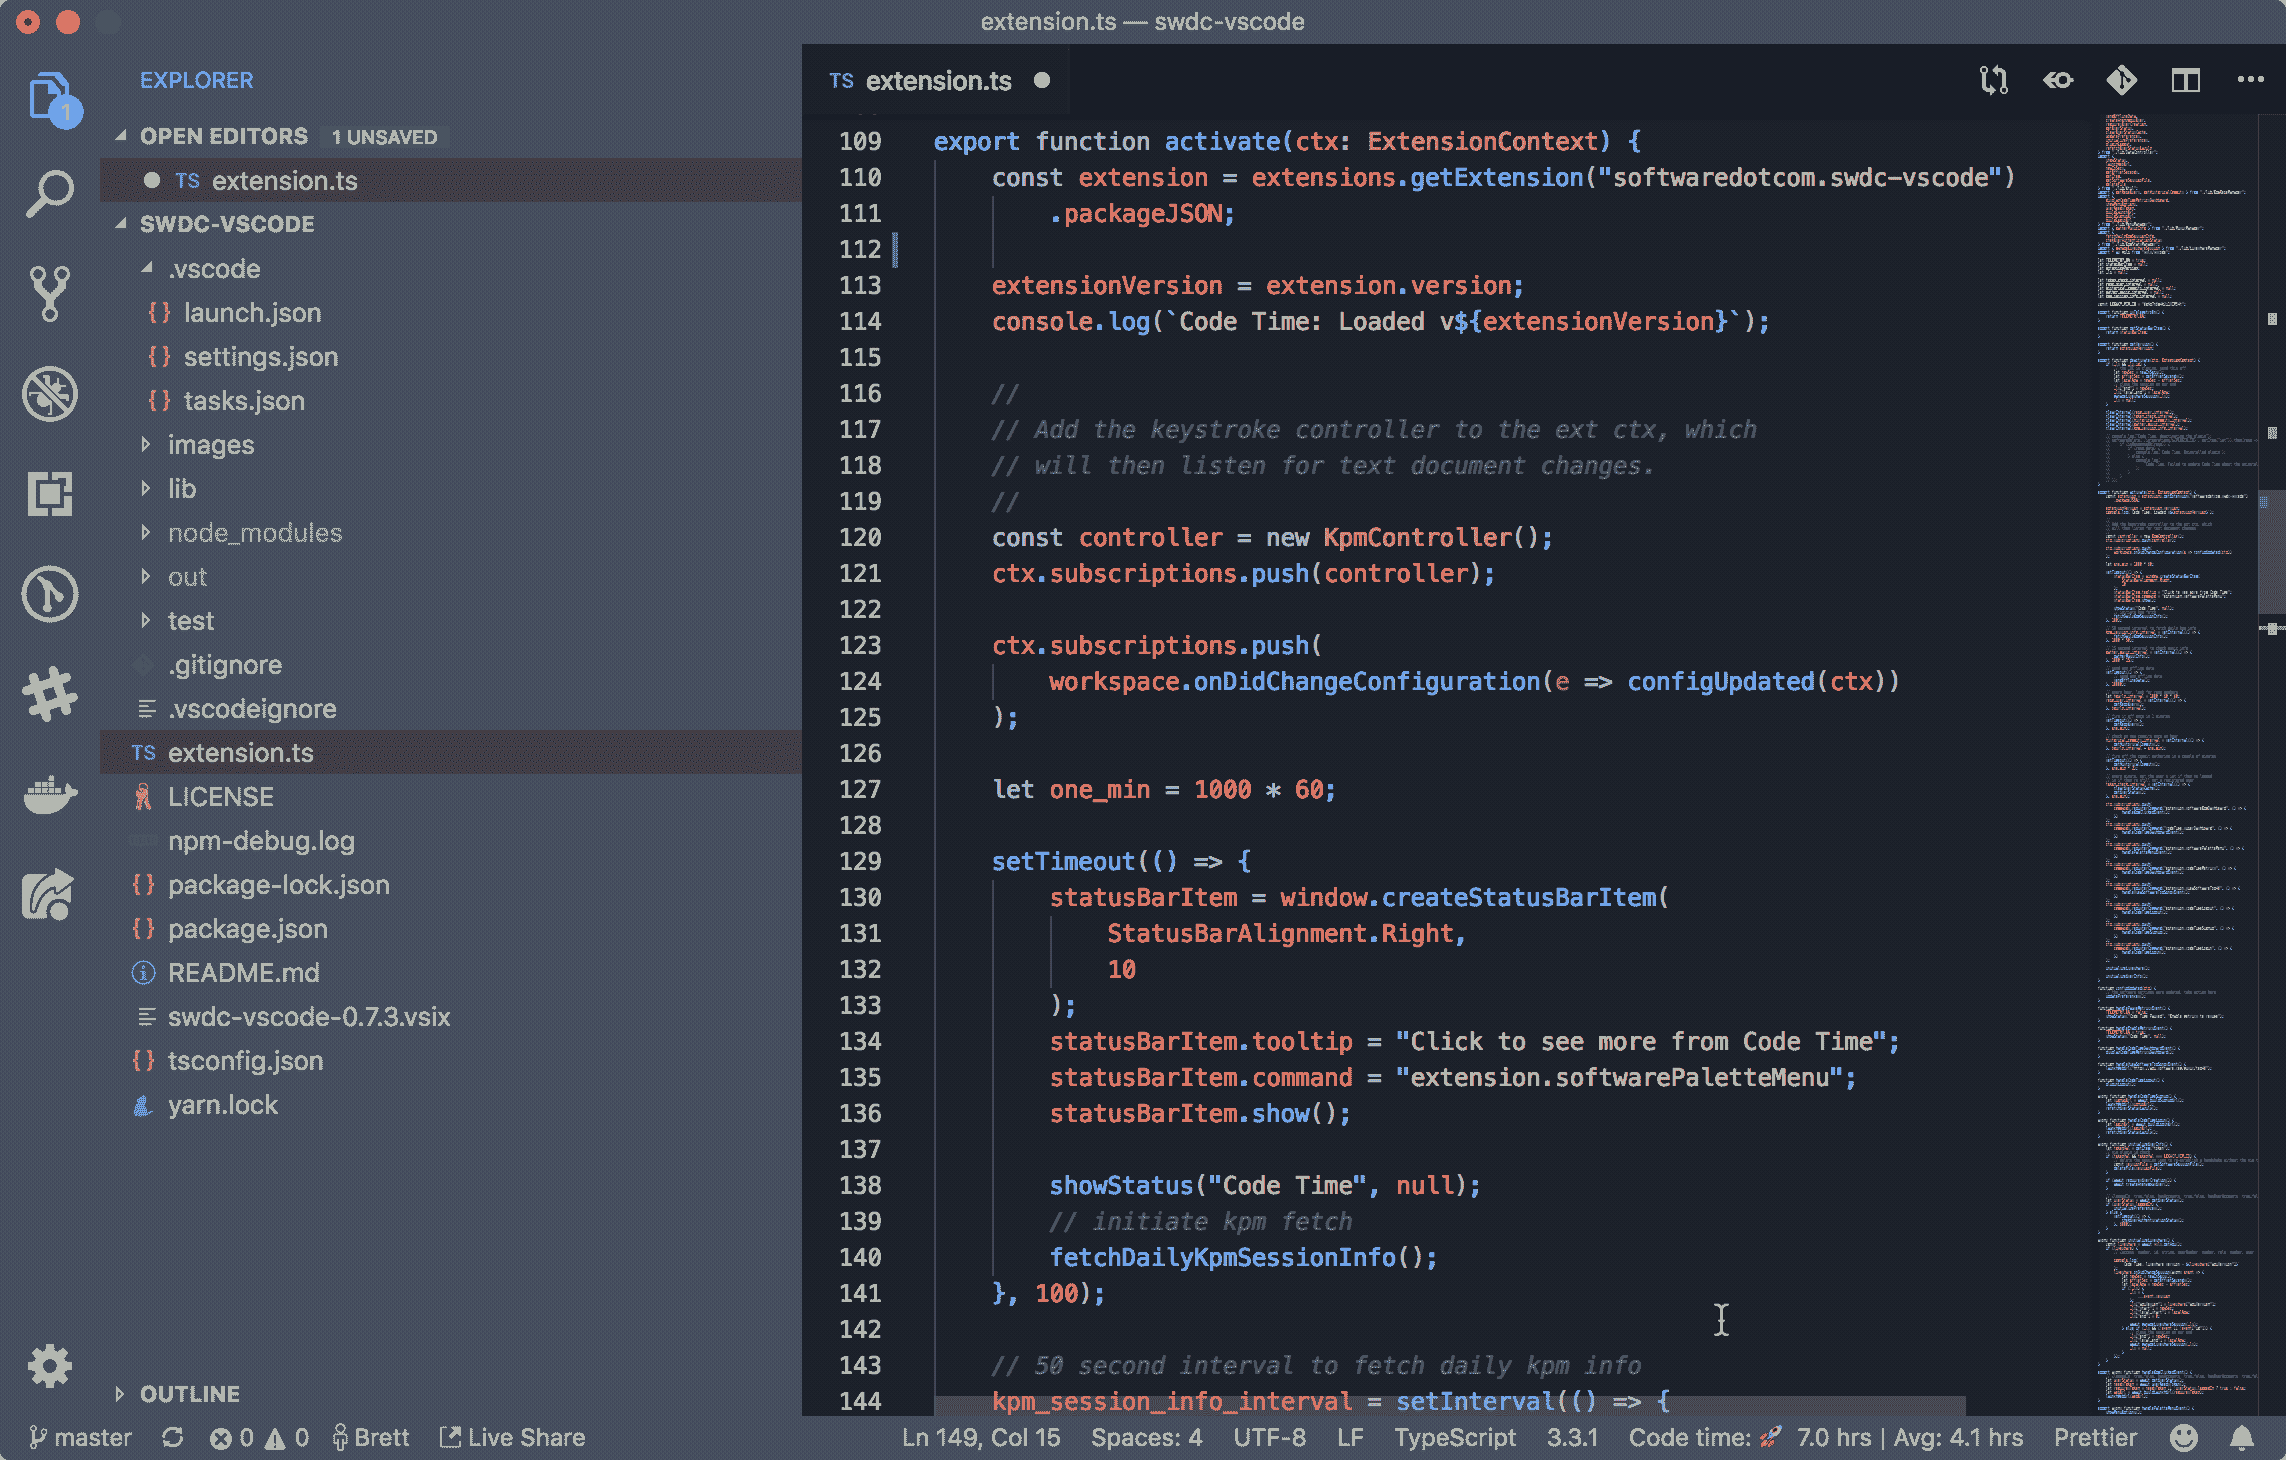 extension.ts — swdc-vscode
EXPLORER
1
OPEN EDITORS 1 UNSAVED
TS extension.ts
SWDC-VSCODE
.vscode
{} launch.json
{} settings.json
{} tasks.json
images
lib
node_modules
out
test
.gitignore
.vscodeignore
TS extension.ts
LICENSE
npm-debug.log
{} package-lock.json
{} package.json
README.md
swdc-vscode-0.7.3.vsix
{} tsconfig.json
yarn.lock
OUTLINE
TS extension.ts
109 export function activate(ctx: ExtensionContext) {
110 const extension = extensions.getExtension("softwaredotcom.swdc-vscode")
111 .packageJSON;
112
113 extensionVersion = extension.version;
114 console.log(`Code Time: Loaded v${extensionVersion}`);
115
116 //
117 // Add the keystroke controller to the ext ctx, which
118 // will then listen for text document changes.
119 //
120 const controller = new KpmController();
121 ctx.subscriptions.push(controller);
122
123 ctx.subscriptions.push(
124 workspace.onDidChangeConfiguration(e => configUpdated(ctx))
125 );
126
127 let one_min = 1000 * 60;
128
129 setTimeout(() => {
130 statusBarItem = window.createStatusBarItem(
131 StatusBarAlignment.Right,
132 10
133 );
134 statusBarItem.tooltip = "Click to see more from Code Time";
135 statusBarItem.command = "extension.softwarePaletteMenu";
136 statusBarItem.show();
137
138 showStatus("Code Time", null);
139 // initiate kpm fetch
140 fetchDailyKpmSessionInfo();
141 }, 100);
142
143 // 50 second interval to fetch daily kpm info
144 kpm_session_info_interval = setInterval(() => {
master 0 0 Brett Live Share Ln 149, Col 15 Spaces: 4 UTF-8 LF TypeScript 3.3.1 Code time: 🚀 7.0 hrs | Avg: 4.1 hrs Prettier